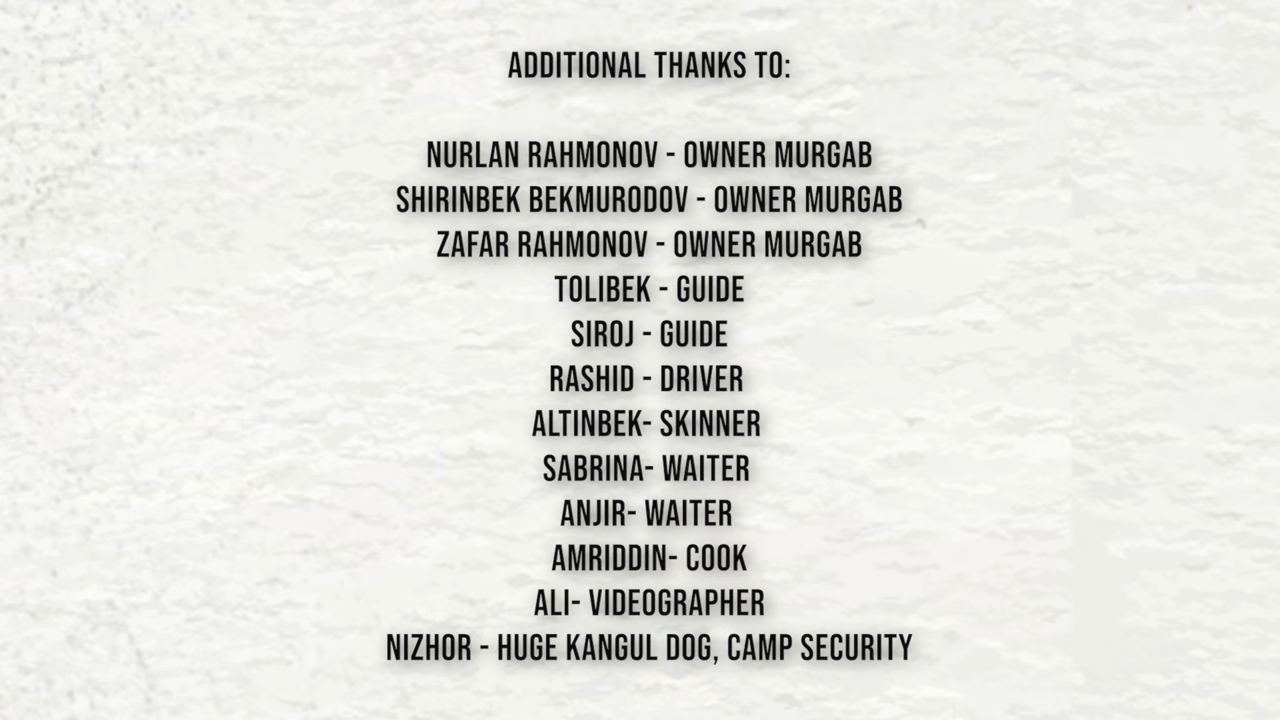 ADDITIONAL THANKS TO:
NURLAN RAHMONOV - OWNER MURGAB
SHIRINBEK BEKMURODOV - OWNER MURGAB
ZAFAR RAHMONOV - OWNER MURGAB
TOLIBEK - GUIDE
SIROJ - GUIDE
RASHID - DRIVER
ALTINBEK- SKINNER
SABRINA- WAITER
ANJIR- WAITER
AMRIDDIN- COOK
ALI- VIDEOGRAPHER
NIZHOR - HUGE KANGUL DOG, CAMP SECURITY